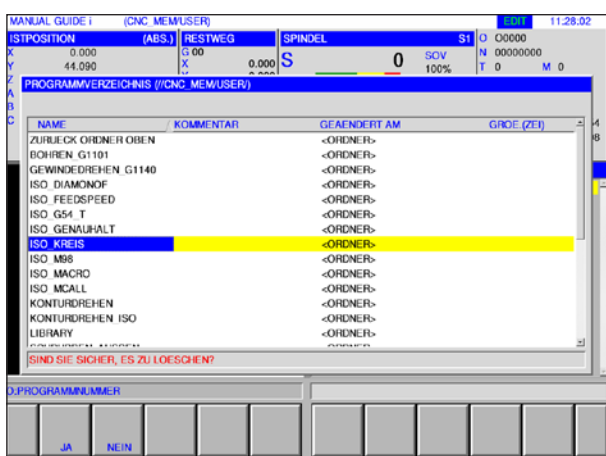 MANUAL GUIDE i (CNC_MEM/USER) EDIT 11:28.02
ISTPOSITION (ABS.) RESTWEG SPINDEL S1 O O0000
X 0.000 G 00 S 0 SOV N 00000000
Y 44.090 X 0.000 100% T 0 M 0
Z
PROGRAMMVERZEICHNIS (//CNC_MEM/USER/)
A
B
C
NAME KOMMENTAR GEAENDERT AM GROE.(ZEI)
ZURUECK ORDNER OBEN <ORDNER>
BOHREN_G1101 <ORDNER>
GEWINDEDREHEN_G1140 <ORDNER>
ISO_DIAMONOF <ORDNER>
ISO_FEEDSPEED <ORDNER>
ISO_G54_T <ORDNER>
ISO_GENAUHALT <ORDNER>
ISO_KREIS <ORDNER>
ISO_M98 <ORDNER>
ISO_MACRO <ORDNER>
ISO_MCALL <ORDNER>
KONTURDREHEN <ORDNER>
KONTURDREHEN_ISO <ORDNER>
LIBRARY <ORDNER>
SIND SIE SICHER, ES ZU LOESCHEN?
O:PROGRAMMNUMMER
JA NEIN